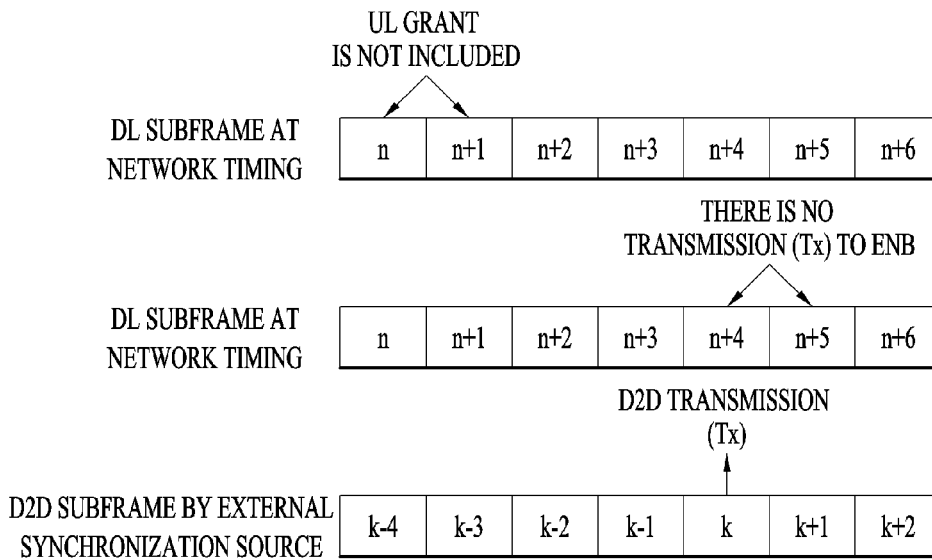 UL GRANT
IS NOT INCLUDED
DL SUBFRAME AT
NETWORK TIMING
n n+1 n+2 n+3 n+4 n+5 n+6
THERE IS NO
TRANSMISSION (Tx) TO ENB
DL SUBFRAME AT
NETWORK TIMING
n n+1 n+2 n+3 n+4 n+5 n+6
D2D TRANSMISSION
(Tx)
D2D SUBFRAME BY EXTERNAL
SYNCHRONIZATION SOURCE
k-4 k-3 k-2 k-1 k k+1 k+2